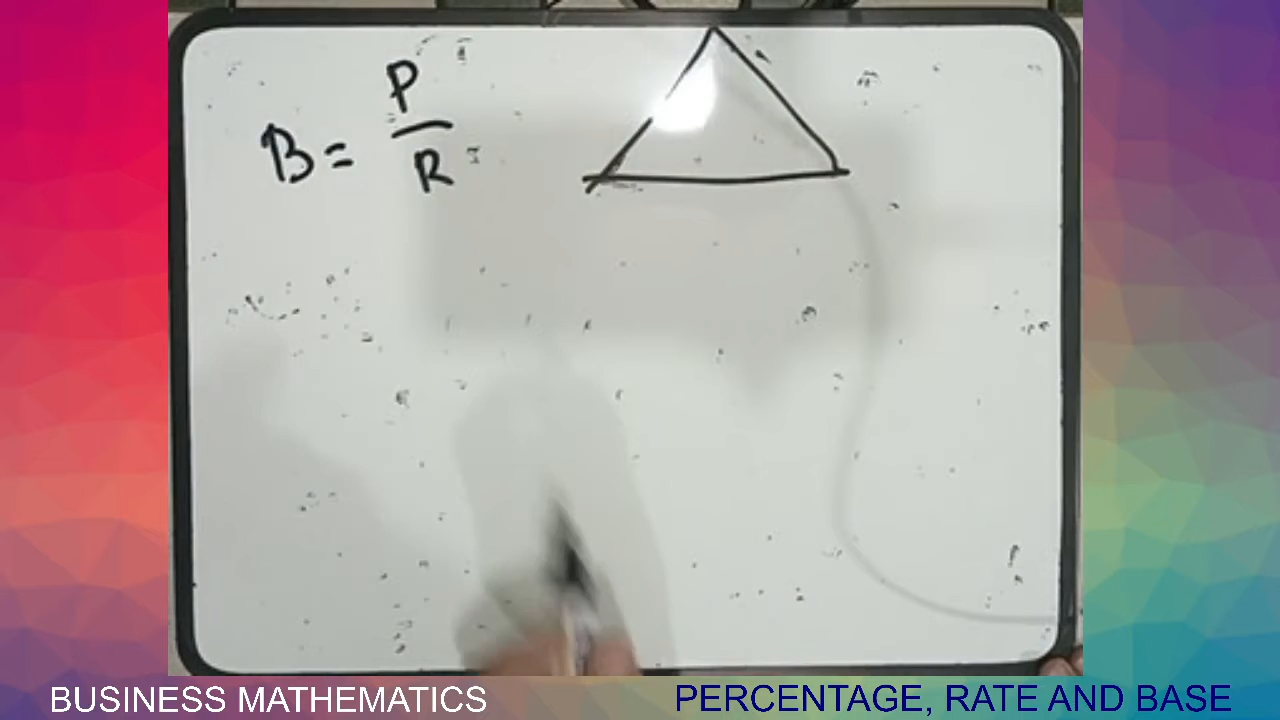 B = P/R
BUSINESS MATHEMATICS
PERCENTAGE, RATE AND BASE